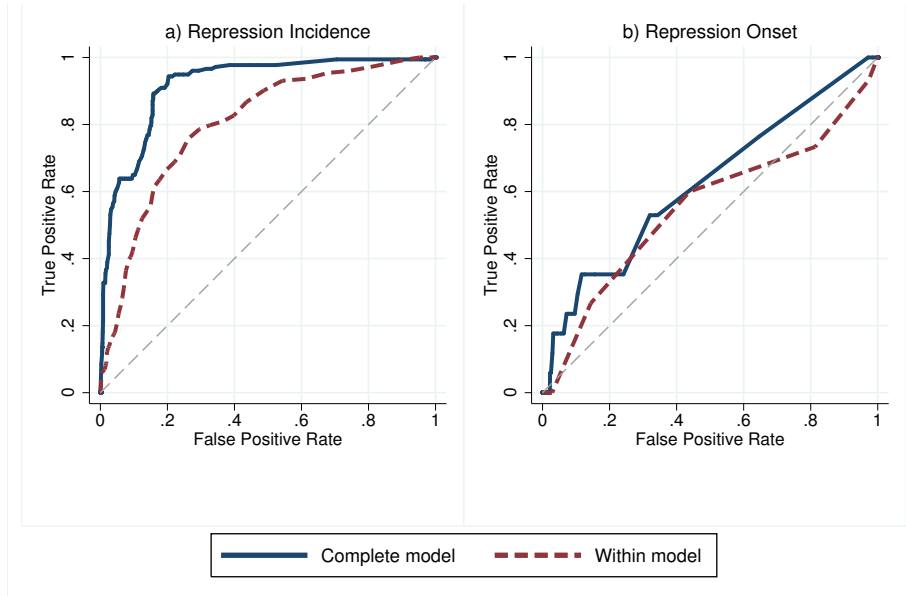 a) Repression Incidence
True Positive Rate
1
.8
.6
.4
.2
0
0 .2 .4 .6 .8 1
False Positive Rate
b) Repression Onset
True Positive Rate
1
.8
.6
.4
.2
0
0 .2 .4 .6 .8 1
False Positive Rate
Complete model Within model